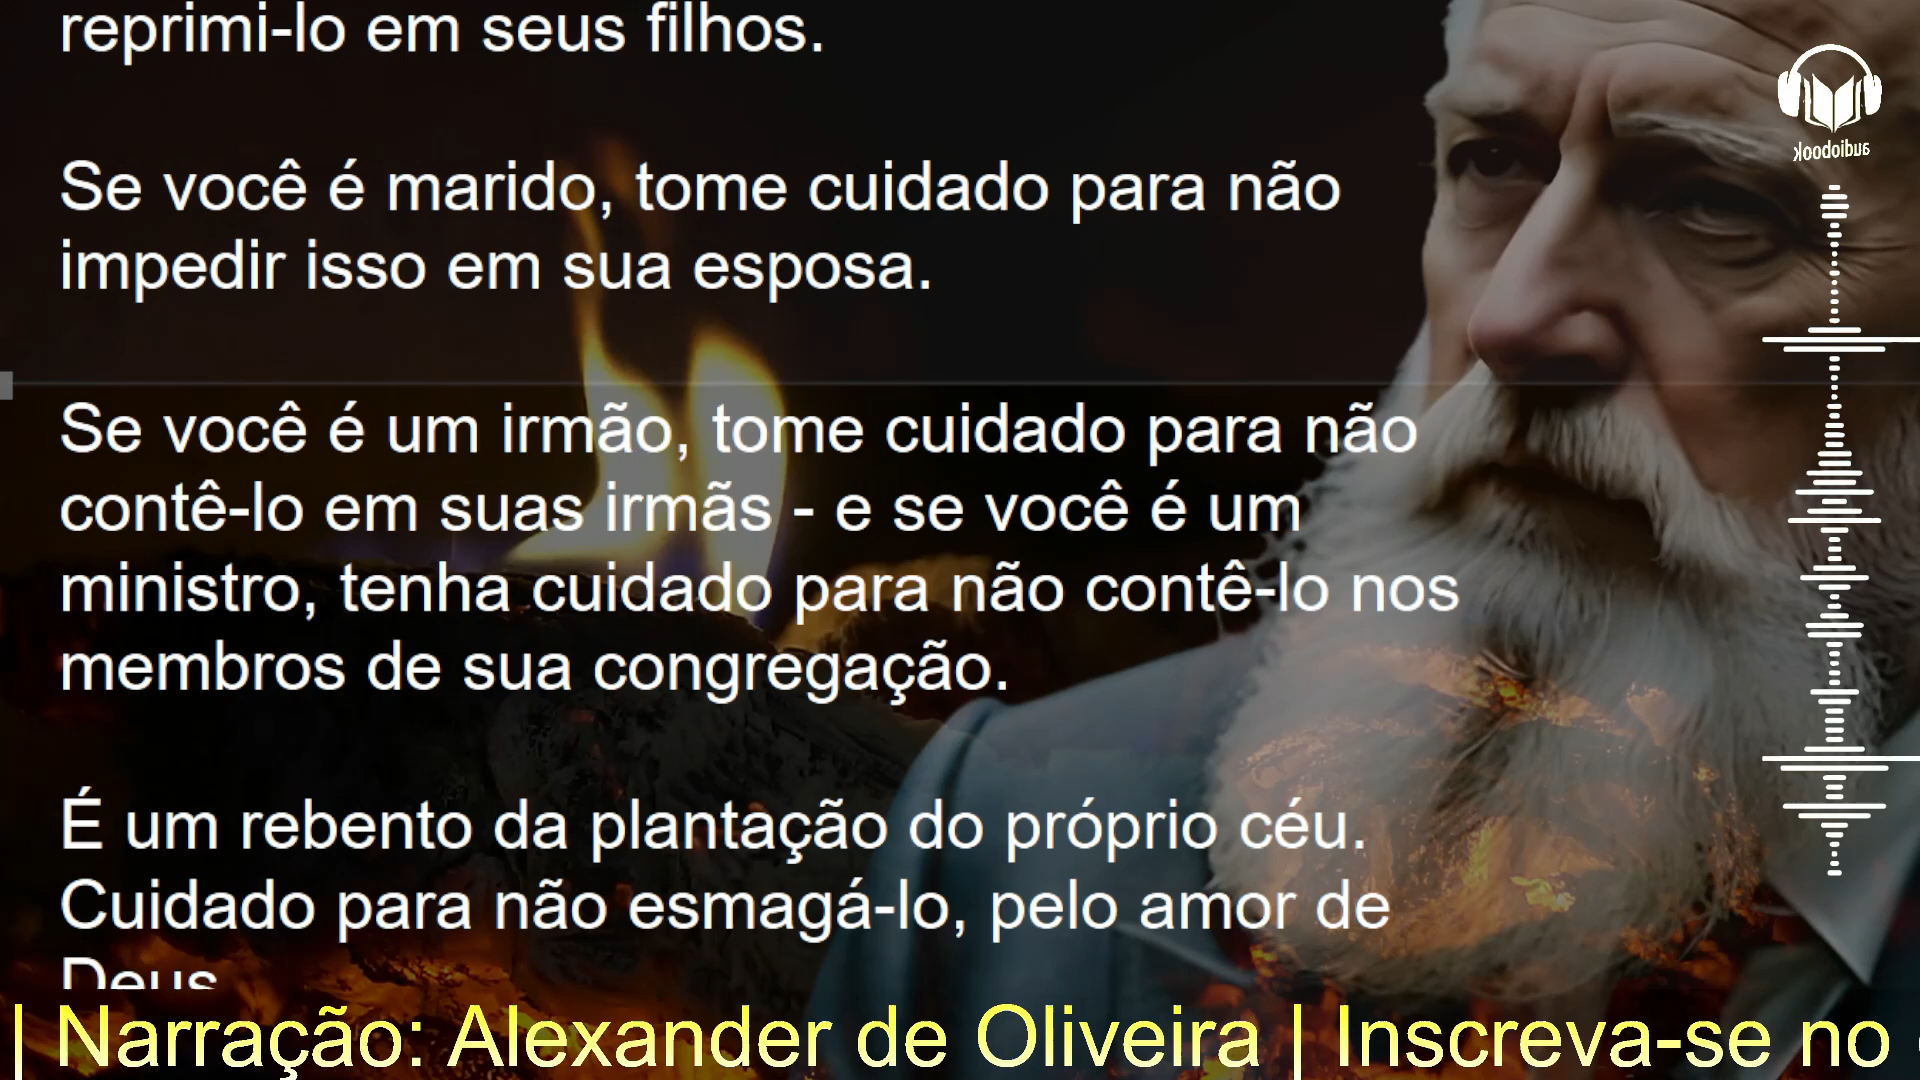 reprimi-lo em seus filhos.
Se você é marido, tome cuidado para não
impedir isso em sua esposa.
Se você é um irmão, tome cuidado para não
contê-lo em suas irmãs - e se você é um
ministro, tenha cuidado para não contê-lo nos
membros de sua congregação.
É um rebento da plantação do próprio céu.
Cuidado para não esmagá-lo, pelo amor de
Deus
| Narração: Alexander de Oliveira | Inscreva-se no
audiobook